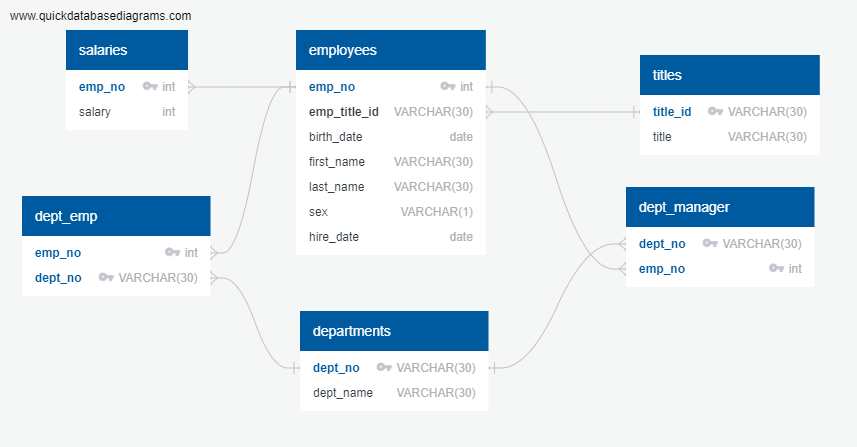 www.quickdatabasediagrams.com
salaries
emp_no int
salary int
employees
emp_no int
emp_title_id VARCHAR(30)
birth_date date
first_name VARCHAR(30)
last_name VARCHAR(30)
sex VARCHAR(1)
hire_date date
titles
title_id VARCHAR(30)
title VARCHAR(30)
dept_emp
emp_no int
dept_no VARCHAR(30)
dept_manager
dept_no VARCHAR(30)
emp_no int
departments
dept_no VARCHAR(30)
dept_name VARCHAR(30)